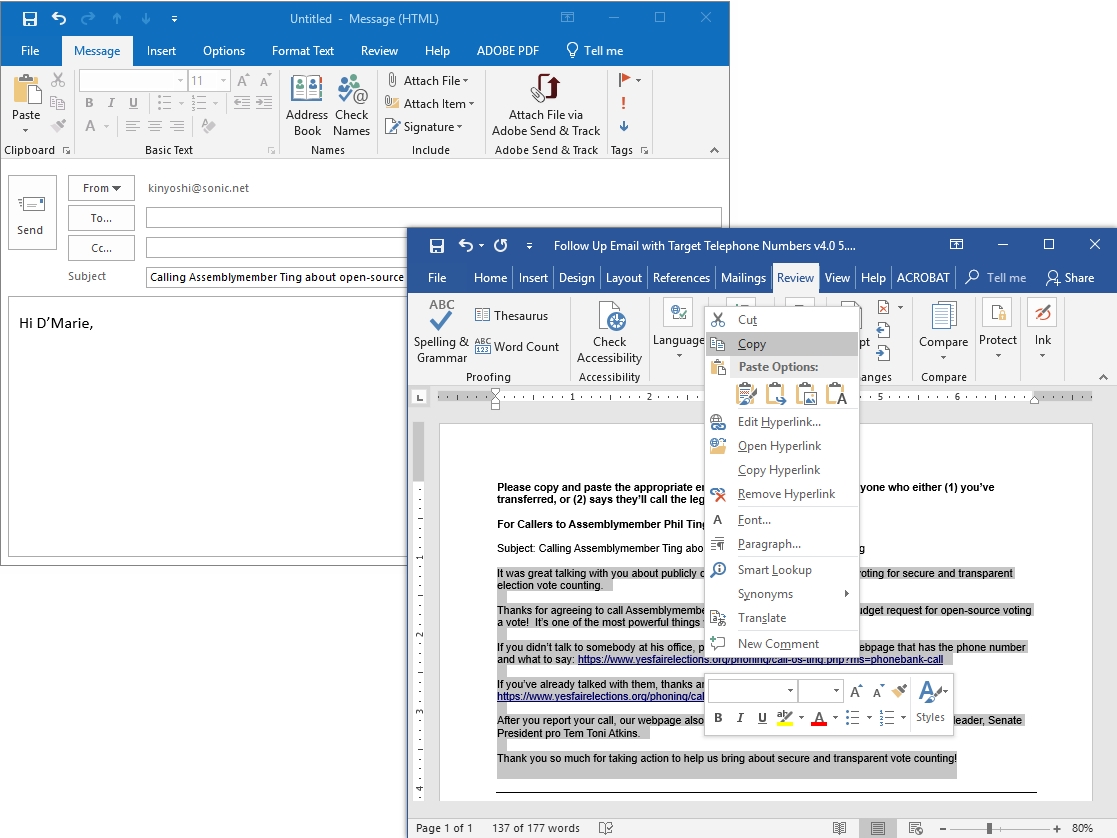 Untitled - Message (HTML)
File Message Insert Options Format Text Review Help ADOBE PDF Tell me
11
Paste
B I U
A
Clipboard
Basic Text
Address Book
Check Names
Names
Attach File
Attach Item
Signature
Include
Attach File via
Adobe Send & Track
Adobe Send & Track
Tags
Send
From
kinyoshi@sonic.net
To...
Cc...
Subject
Calling Assemblymember Ting about open-source
Hi D’Marie,
Follow Up Email with Target Telephone Numbers v4.0 5....
File Home Insert Design Layout References Mailings Review View Help ACROBAT Tell me Share
ABC
Spelling &
Grammar
Thesaurus
ABC
123
Word Count
Proofing
Check
Accessibility
Accessibility
Language
pt
anges
Compare
Compare
Protect
Ink
1 2 5 6
Cut
Copy
Paste Options:
Edit Hyperlink...
Open Hyperlink
Copy Hyperlink
Remove Hyperlink
Font...
Paragraph...
Smart Lookup
Synonyms
Translate
New Comment
B I U ab A Styles
Please copy and paste the appropriate e yone who either (1) you’ve
transferred, or (2) says they’ll call the leg
For Callers to Assemblymember Phil Ting
Subject: Calling Assemblymember Ting abo g
It was great talking with you about publicly o voting for secure and transparent
election vote counting.
Thanks for agreeing to call Assemblymembe udget request for open-source voting
a vote! It’s one of the most powerful things
If you didn’t talk to somebody at his office, p ebpage that has the phone number
and what to say: https://www.yesfairelections.org/phoning/call-os-ting.php?ms=phonebank-call
If you’ve already talked with them, thanks a
https://www.yesfairelections.org/phoning/cal
After you report your call, our webpage also leader, Senate
President pro Tem Toni Atkins.
Thank you so much for taking action to help us bring about secure and transparent vote counting!
1
2
3
4
Page 1 of 1 137 of 177 words 80%